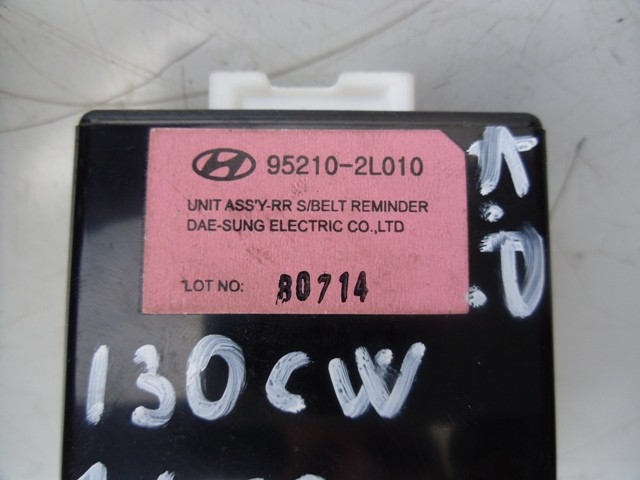 95210-2L010
UNIT ASS'Y-RR S/BELT REMINDER
DAE-SUNG ELECTRIC CO.,LTD
LOT NO: 80714
130CW